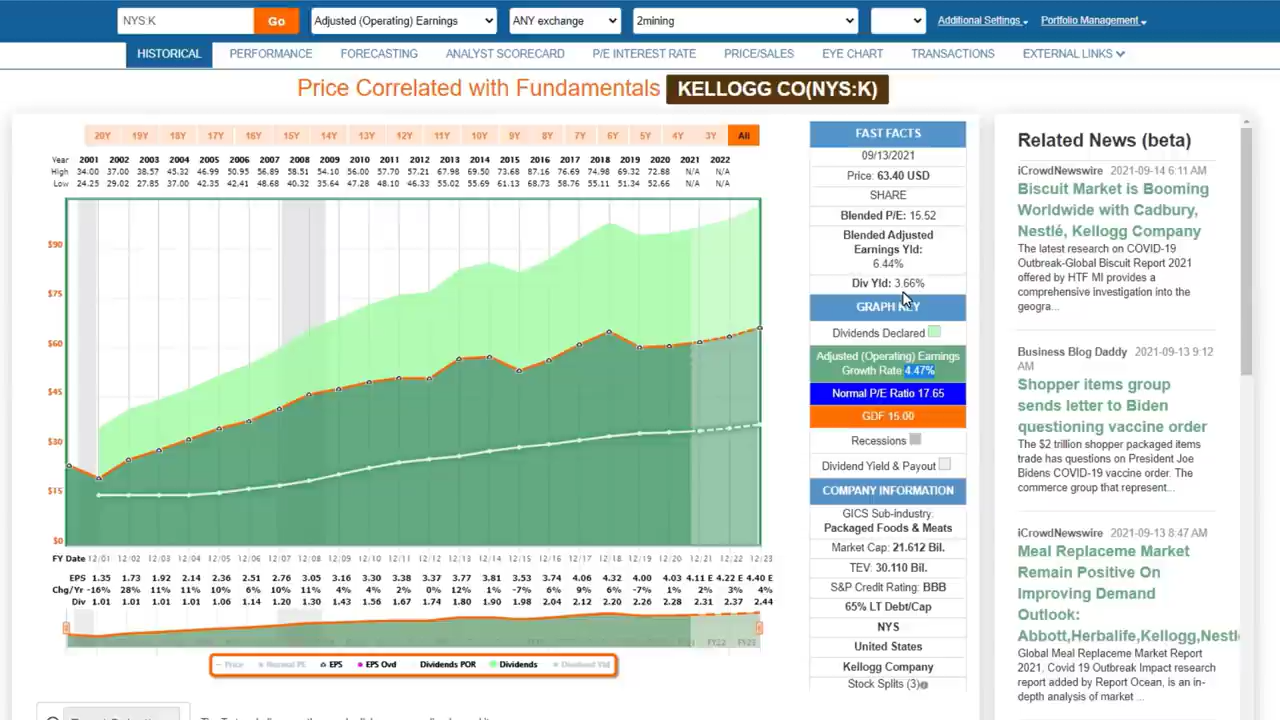 NYS:K Go Adjusted (Operating) Earnings ANY exchange 2mining Additional Settings Portfolio Management
HISTORICAL PERFORMANCE FORECASTING ANALYST SCORECARD P/E INTEREST RATE PRICE/SALES EYE CHART TRANSACTIONS EXTERNAL LINKS
Price Correlated with Fundamentals KELLOGG CO(NYS:K)
20Y 19Y 18Y 17Y 16Y 15Y 14Y 13Y 12Y 11Y 10Y 9Y 8Y 7Y 6Y 5Y 4Y 3Y All
Year 2001 2002 2003 2004 2005 2006 2007 2008 2009 2010 2011 2012 2013 2014 2015 2016 2017 2018 2019 2020 2021 2022
High 34.00 37.00 38.57 45.32 46.99 50.95 56.89 58.51 54.10 56.00 57.70 57.21 67.98 69.50 73.68 87.16 76.69 74.98 69.32 72.88 N/A N/A
Low 24.25 29.02 27.85 37.00 42.35 42.41 48.68 40.32 35.64 47.28 48.10 46.33 55.02 55.69 61.13 68.73 58.76 55.11 51.34 52.66 N/A N/A
$90
$75
$60
$45
$30
$15
$0
FY Date 12/01 12/02 12/03 12/04 12/05 12/06 12/07 12/08 12/09 12/10 12/11 12/12 12/13 12/14 12/15 12/16 12/17 12/18 12/19 12/20 12/21 12/22 12/23
EPS 1.35 1.73 1.92 2.14 2.36 2.51 2.76 3.05 3.16 3.30 3.38 3.37 3.77 3.81 3.53 3.74 4.06 4.32 4.00 4.03 4.11 E 4.22 E 4.40 E
Chg/Yr -16% 28% 11% 11% 10% 6% 10% 11% 4% 4% 2% 0% 12% 1% -7% 6% 9% 6% -7% 1% 2% 3% 4%
Div 1.01 1.01 1.01 1.01 1.06 1.14 1.20 1.30 1.43 1.56 1.67 1.74 1.80 1.90 1.98 2.04 2.12 2.20 2.26 2.28 2.31 2.37 2.44
FY22
Price Normal PE EPS EPS Ovd Dividends POR Dividends Dividend Yld
FAST FACTS
09/13/2021
Price: 63.40 USD
SHARE
Blended P/E: 15.52
Blended Adjusted
Earnings Yld:
6.44%
Div Yld: 3.66%
GRAPH KEY
Dividends Declared
Adjusted (Operating) Earnings
Growth Rate 4.47%
Normal P/E Ratio 17.65
GDF 15.00
Recessions
Dividend Yield & Payout
COMPANY INFORMATION
GICS Sub-industry:
Packaged Foods & Meats
Market Cap: 21.612 Bil.
TEV: 30.110 Bil.
S&P Credit Rating: BBB
65% LT Debt/Cap
NYS
United States
Kellogg Company
Stock Splits (3)
Related News (beta)
iCrowdNewswire 2021-09-14 6:11 AM
Biscuit Market is Booming
Worldwide with Cadbury,
Nestlé, Kellogg Company
The latest research on COVID-19
Outbreak-Global Biscuit Report 2021
offered by HTF MI provides a
comprehensive investigation into the
geogra...
Business Blog Daddy 2021-09-13 9:12
AM
Shopper items group
sends letter to Biden
questioning vaccine order
The $2 trillion shopper packaged items
trade has questions on President Joe
Bidens COVID-19 vaccine order. The
commerce group that represent...
iCrowdNewswire 2021-09-13 8:47 AM
Meal Replaceme Market
Remain Positive On
Improving Demand
Outlook:
Abbott,Herbalife,Kellogg,Nestl
Global Meal Replaceme Market Report
2021, Covid 19 Outbreak Impact research
report added by Report Ocean, is an in-
depth analysis of market ...